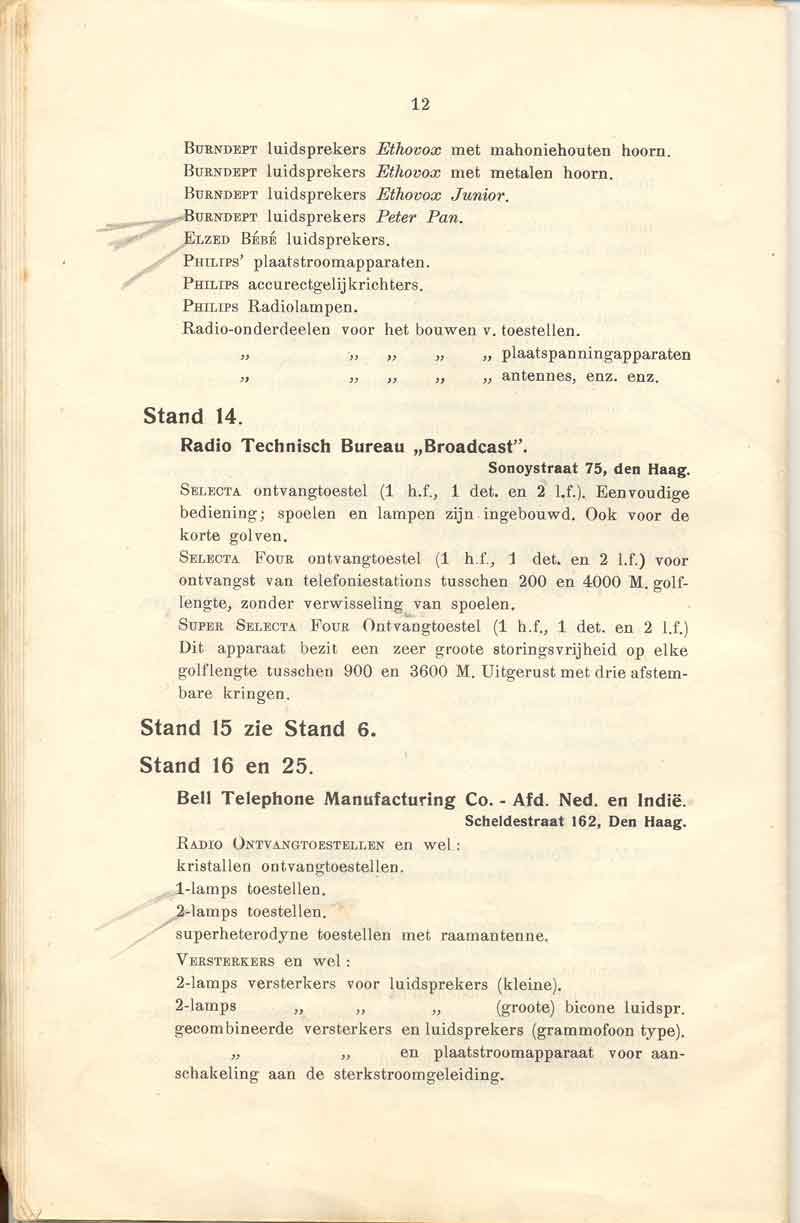 12
BURNDEPT luidsprekers Ethovox met mahoniehouten hoorn.
BURNDEPT luidsprekers Ethovox met metalen hoorn.
BURNDEPT luidsprekers Ethovox Junior.
BURNDEPT luidsprekers Peter Pan.
ELZED BÉBÉ luidsprekers.
PHILIPS' plaatstroomapparaten.
PHILIPS accurectgelijkrichters.
PHILIPS Radiolampen.
Radio-onderdeelen voor het bouwen v. toestellen.
„ „ „ „ „ plaatspanningapparaten
„ „ „ „ „ antennes, enz. enz.
Stand 14.
Radio Technisch Bureau „Broadcast”.
Sonoystraat 75, den Haag.
SELECTA ontvangtoestel (1 h.f., 1 det. en 2 l.f.). Eenvoudige
bediening; spoelen en lampen zijn ingebouwd. Ook voor de
korte golven.
SELECTA FOUR ontvangtoestel (1 h.f., 1 det. en 2 l.f.) voor
ontvangst van telefoniestations tusschen 200 en 4000 M. golf-
lengte, zonder verwisseling van spoelen.
SUPER SELECTA FOUR Ontvangtoestel (1 h.f., 1 det. en 2 l.f.)
Dit apparaat bezit een zeer groote storingsvrijheid op elke
golflengte tusschen 900 en 3600 M. Uitgerust met drie afstem-
bare kringen.
Stand 15 zie Stand 6.
Stand 16 en 25.
Bell Telephone Manufacturing Co. - Afd. Ned. en Indië.
Scheldestraat 162, Den Haag.
RADIO ONTVANGTOESTELLEN en wel :
kristallen ontvangtoestellen.
1-lamps toestellen.
2-lamps toestellen.
superheterodyne toestellen met raamantenne.
VERSTERKERS en wel :
2-lamps versterkers voor luidsprekers (kleine).
2-lamps „ „ „ (groote) bicone luidspr.
gecombineerde versterkers en luidsprekers (grammofoon type).
„ „ en plaatstroomapparaat voor aan-
schakeling aan de sterkstroomgeleiding.